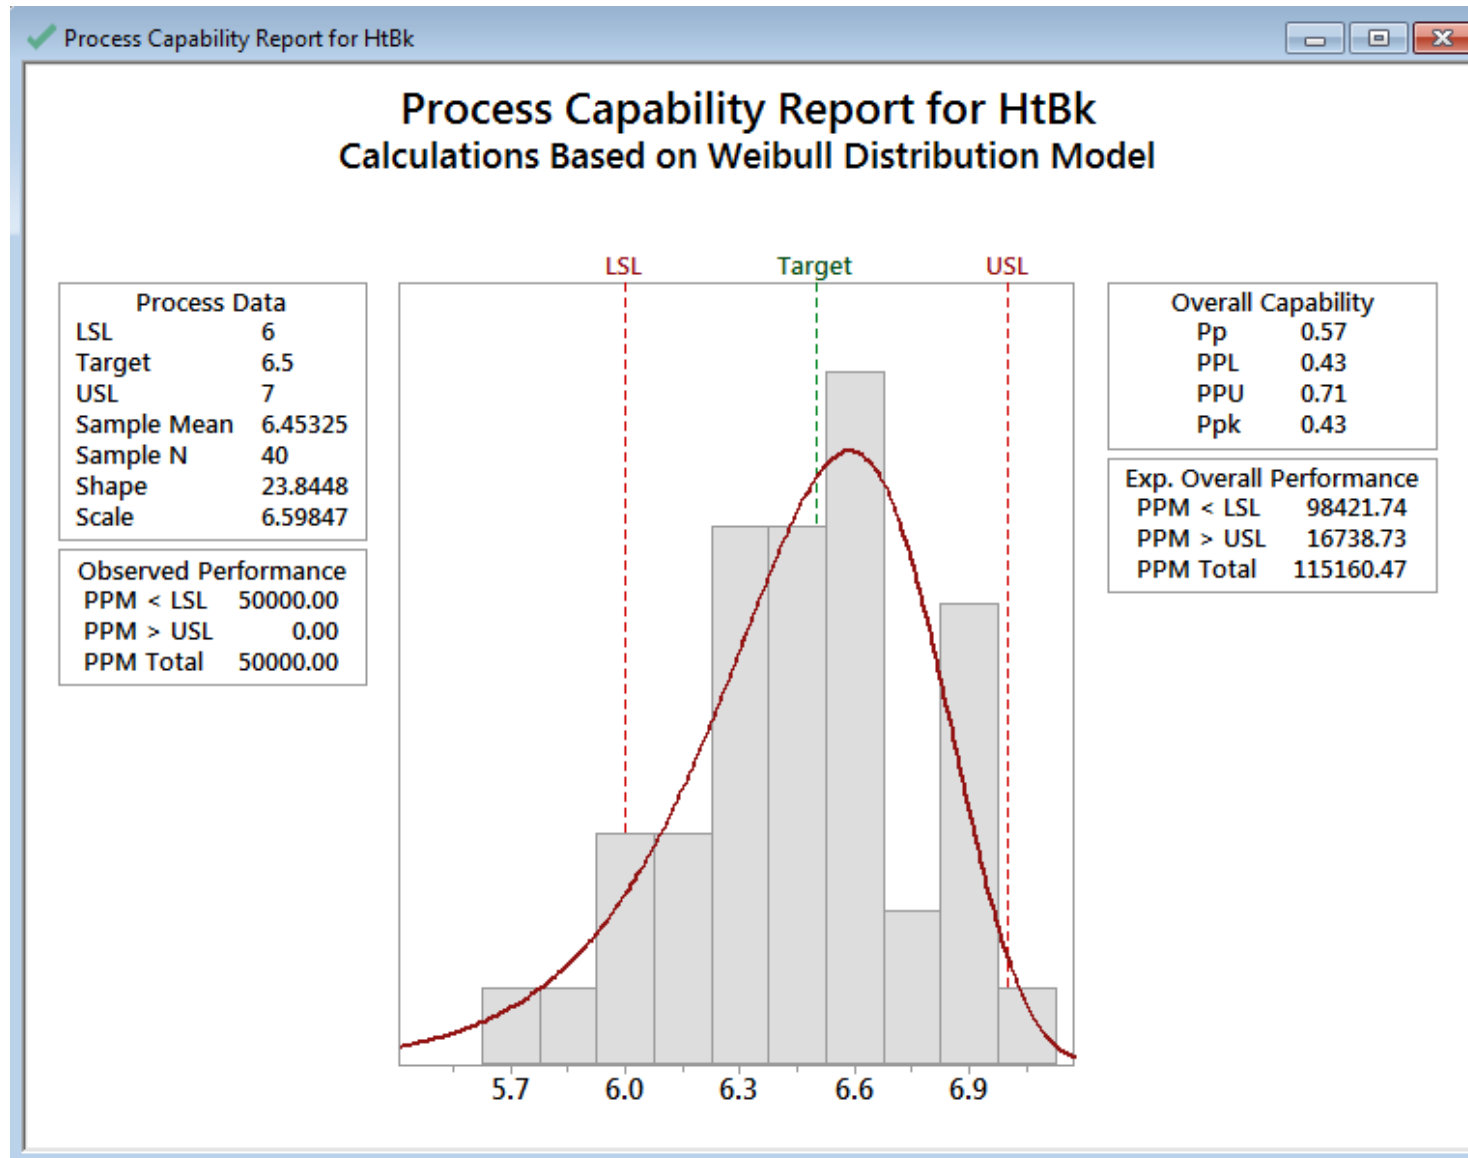 Process Capability Report for HtBk
Process Capability Report for HtBk
Calculations Based on Weibull Distribution Model
LSL Target USL
Process Data
LSL 6
Target 6.5
USL 7
Sample Mean 6.45325
Sample N 40
Shape 23.8448
Scale 6.59847
Observed Performance
PPM < LSL 50000.00
PPM > USL 0.00
PPM Total 50000.00
Overall Capability
Pp 0.57
PPL 0.43
PPU 0.71
Ppk 0.43
Exp. Overall Performance
PPM < LSL 98421.74
PPM > USL 16738.73
PPM Total 115160.47
5.7 6.0 6.3 6.6 6.9